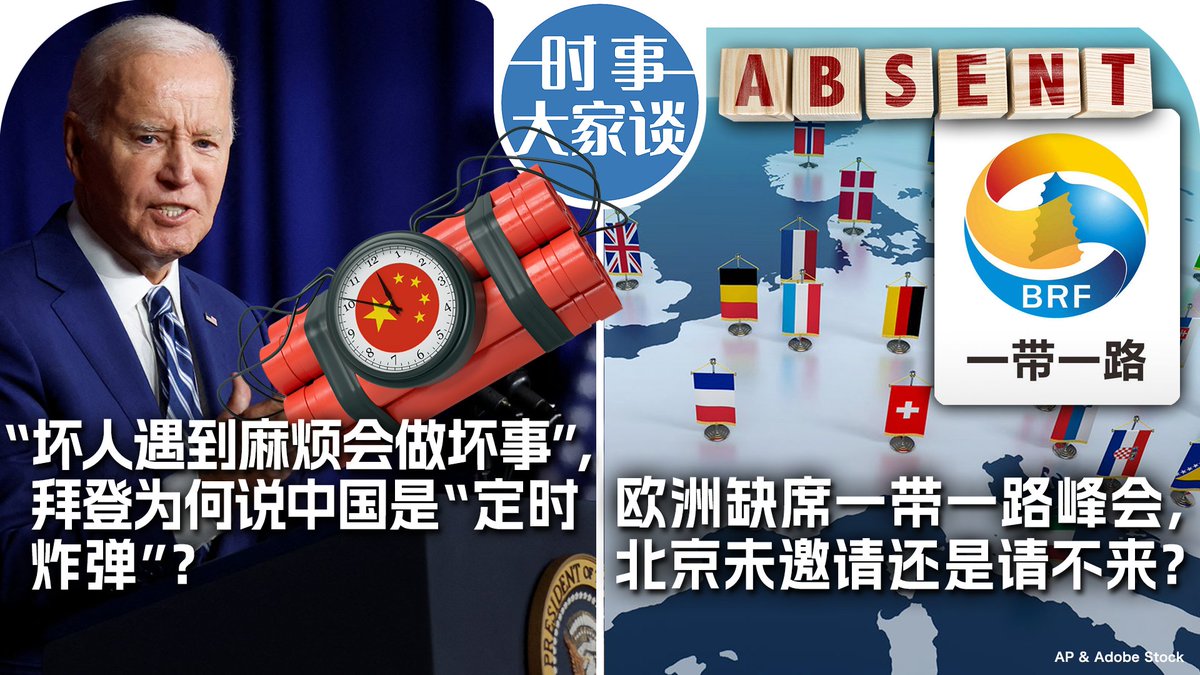 时事
大家谈
ABSENT
BRF
一带一路
“坏人遇到麻烦会做坏事”,
拜登为何说中国是“定时
炸弹”?
欧洲缺席一带一路峰会,
北京未邀请还是请不来?
PRESIDENT OF
AP & Adobe Stock